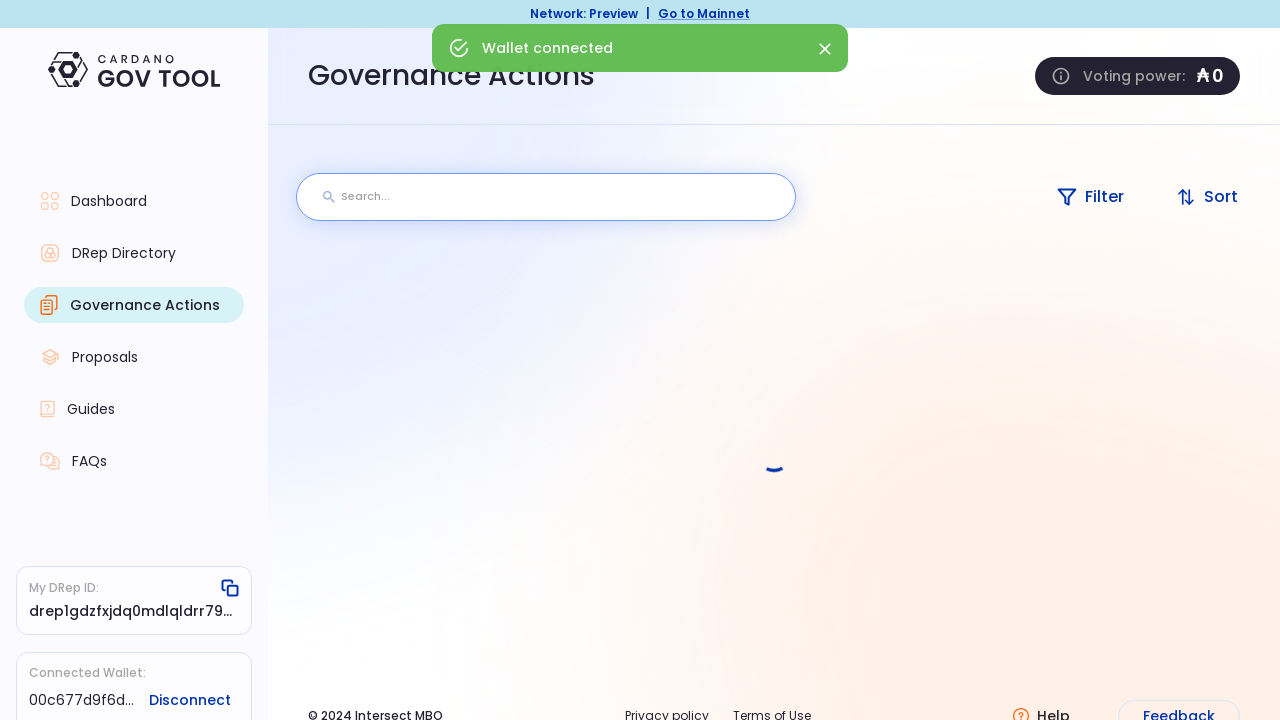 Network: Preview | Go to Mainnet
Wallet connected
CARDANO
GOV TOOL
Governance Actions
Voting power: ₳0
Search...
Filter
Sort
Dashboard
DRep Directory
Governance Actions
Proposals
Guides
FAQs
My DRep ID:
drep1gdzfxjdq0mdlqldrr79...
Connected Wallet:
00c677d9f6d... Disconnect
© 2024 Intersect MBO
Privacy policy
Terms of Use
Help
Feedback